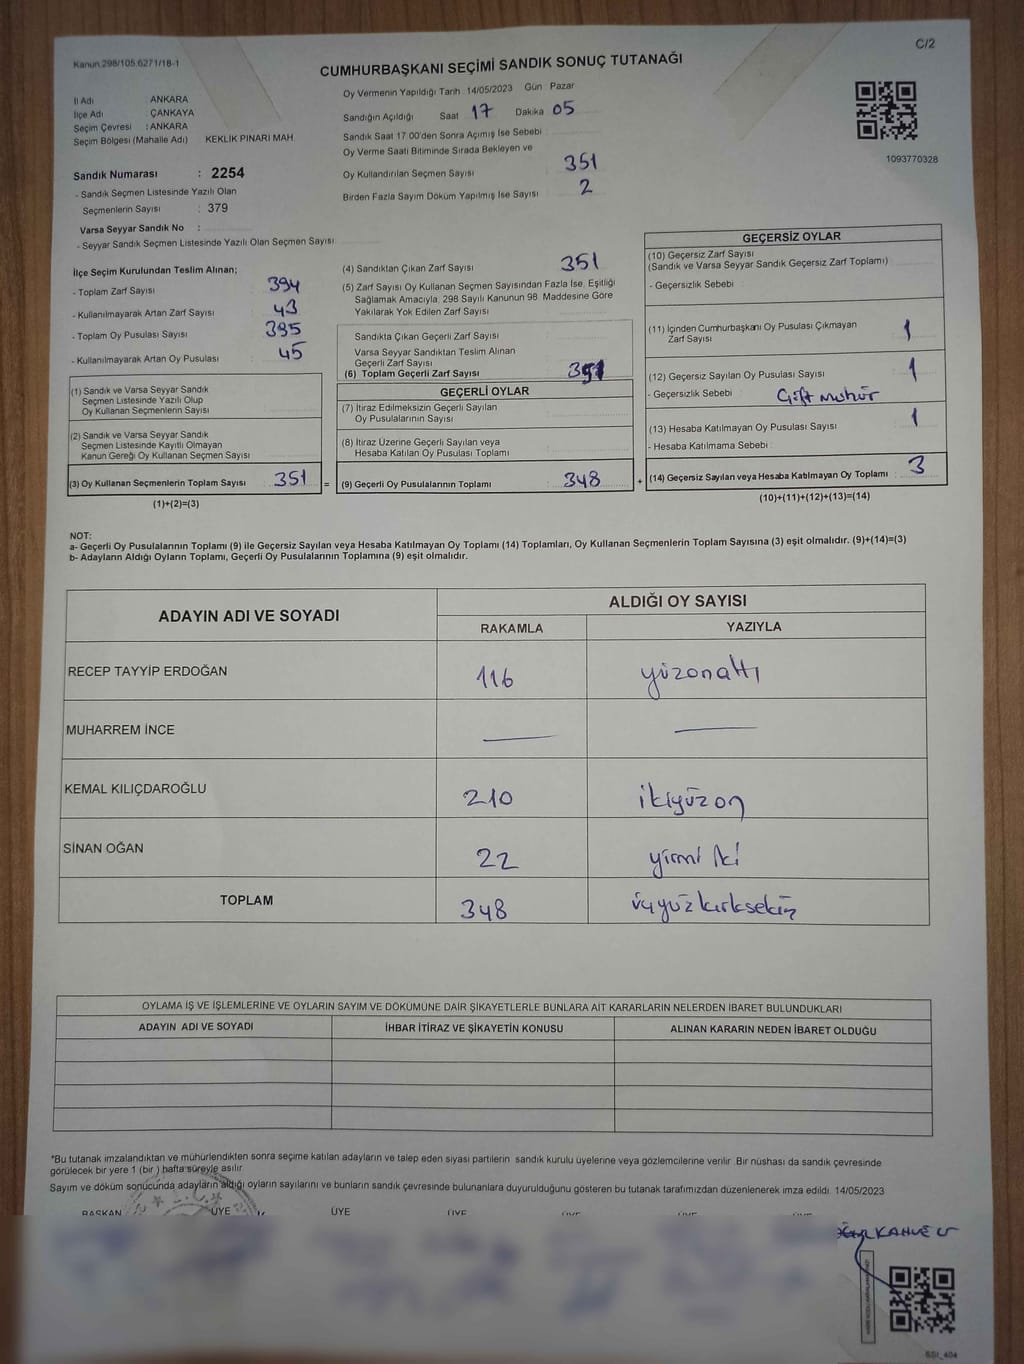 Kanun 298/105,6271/18-1
C/2
CUMHURBAŞKANI SEÇİMİ SANDIK SONUÇ TUTANAĞI
İl Adı ANKARA
İlçe Adı ÇANKAYA
Seçim Çevresi : ANKARA
Seçim Bölgesi (Mahalle Adı) KEKLİK PINARI MAH.
Sandık Numarası : 2254
- Sandık Seçmen Listesinde Yazılı Olan
Seçmenlerin Sayısı : 379
Varsa Seyyar Sandık No :
- Seyyar Sandık Seçmen Listesinde Yazılı Olan Seçmen Sayısı
Oy Vermenin Yapıldığı Tarih 14/05/2023 Gün Pazar
Sandığın Açıldığı Saat 17 Dakika 05
Sandık Saat 17 00'den Sonra Açımış İse Sebebi
Oy Verme Saati Bitiminde Sırada Bekleyen ve
Oy Kullandırılan Seçmen Sayısı 351
Birden Fazla Sayım Döküm Yapılmış İse Sayısı 2
1093770328
İlçe Seçim Kurulundan Teslim Alınan;
- Toplam Zarf Sayısı 394
- Kullanılmayarak Artan Zarf Sayısı 43
- Toplam Oy Pusulası Sayısı 395
- Kullanılmayarak Artan Oy Pusulası 45
(4) Sandıktan Çıkan Zarf Sayısı 351
(5) Zarf Sayısı Oy Kullanan Seçmen Sayısından Fazla İse, Eşitliği
Sağlamak Amacıyla, 298 Sayılı Kanunun 98. Maddesine Göre
Yakılarak Yok Edilen Zarf Sayısı
Sandıkta Çıkan Geçerli Zarf Sayısı
Varsa Seyyar Sandıktan Teslim Alınan
Geçerli Zarf Sayısı
(6) Toplam Geçerli Zarf Sayısı 351
GEÇERSİZ OYLAR
(10) Geçersiz Zarf Sayısı
(Sandık ve Varsa Seyyar Sandık Geçersiz Zarf Toplamı)
- Geçersizlik Sebebi
(11) İçinden Cumhurbaşkanı Oy Pusulası Çıkmayan
Zarf Sayısı 1
(12) Geçersiz Sayılan Oy Pusulası Sayısı 1
- Geçersizlik Sebebi Çift Mühür
(13) Hesaba Katılmayan Oy Pusulası Sayısı 1
- Hesaba Katılmama Sebebi
(14) Geçersiz Sayılan veya Hesaba Katılmayan Oy Toplamı 3
(10)+(11)+(12)+(13)=(14)
(1) Sandık ve Varsa Seyyar Sandık
Seçmen Listesinde Yazılı Olup
Oy Kullanan Seçmenlerin Sayısı
(2) Sandık ve Varsa Seyyar Sandık
Seçmen Listesinde Kayıtlı Olmayan
Kanun Gereği Oy Kullanan Seçmen Sayısı
(3) Oy Kullanan Seçmenlerin Toplam Sayısı 351 =
(1)+(2)=(3)
GEÇERLİ OYLAR
(7) İtiraz Edilmeksizin Geçerli Sayılan
Oy Pusulalarının Sayısı
(8) İtiraz Üzerine Geçerli Sayılan veya
Hesaba Katılan Oy Pusulası Toplamı
(9) Geçerli Oy Pusulalarının Toplamı 348 +
NOT:
a- Geçerli Oy Pusulalarının Toplamı (9) ile Geçersiz Sayılan veya Hesaba Katılmayan Oy Toplamı (14) Toplamları, Oy Kullanan Seçmenlerin Toplam Sayısına (3) eşit olmalıdır. (9)+(14)=(3)
b- Adayların Aldığı Oyların Toplamı, Geçerli Oy Pusulalarının Toplamına (9) eşit olmalıdır.
ADAYIN ADI VE SOYADI
ALDIĞI OY SAYISI
RAKAMLA YAZIYLA
RECEP TAYYİP ERDOĞAN 116 yüzonaltı
MUHARREM İNCE — —
KEMAL KILIÇDAROĞLU 210 ikiyüzon
SİNAN OĞAN 22 yirmi iki
TOPLAM 348 üçyüzkırksekiz
OYLAMA İŞ VE İŞLEMLERİNE VE OYLARIN SAYIM VE DÖKÜMÜNE DAİR ŞİKAYETLERLE BUNLARA AİT KARARLARIN NELERDEN İBARET BULUNDUKLARI
ADAYIN ADI VE SOYADI İHBAR İTİRAZ VE ŞİKAYETİN KONUSU ALINAN KARARIN NEDEN İBARET OLDUĞU
*Bu tutanak imzalandıktan ve mühürlendikten sonra seçime katılan adayların ve talep eden siyasi partilerin sandık kurulu üyelerine veya gözlemcilerine verilir Bir nüshası da sandık çevresinde
görülecek bir yere 1 (bir ) hafta süreyle asılır
Sayım ve döküm sonucunda adayların aldığı oyların sayılarını ve bunların sandık çevresinde bulunanlara duyurulduğunu gösteren bu tutanak tarafımızdan düzenlenerek imza edildi 14/05/2023
BAŞKAN ÜYE ÜYE ÜYE ÜYE ÜYE ÜYE